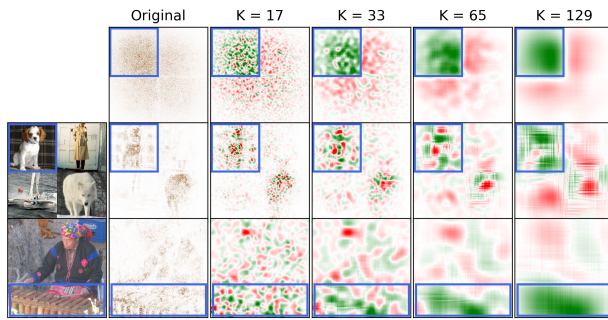 Original K = 17 K = 33 K = 65 K = 129